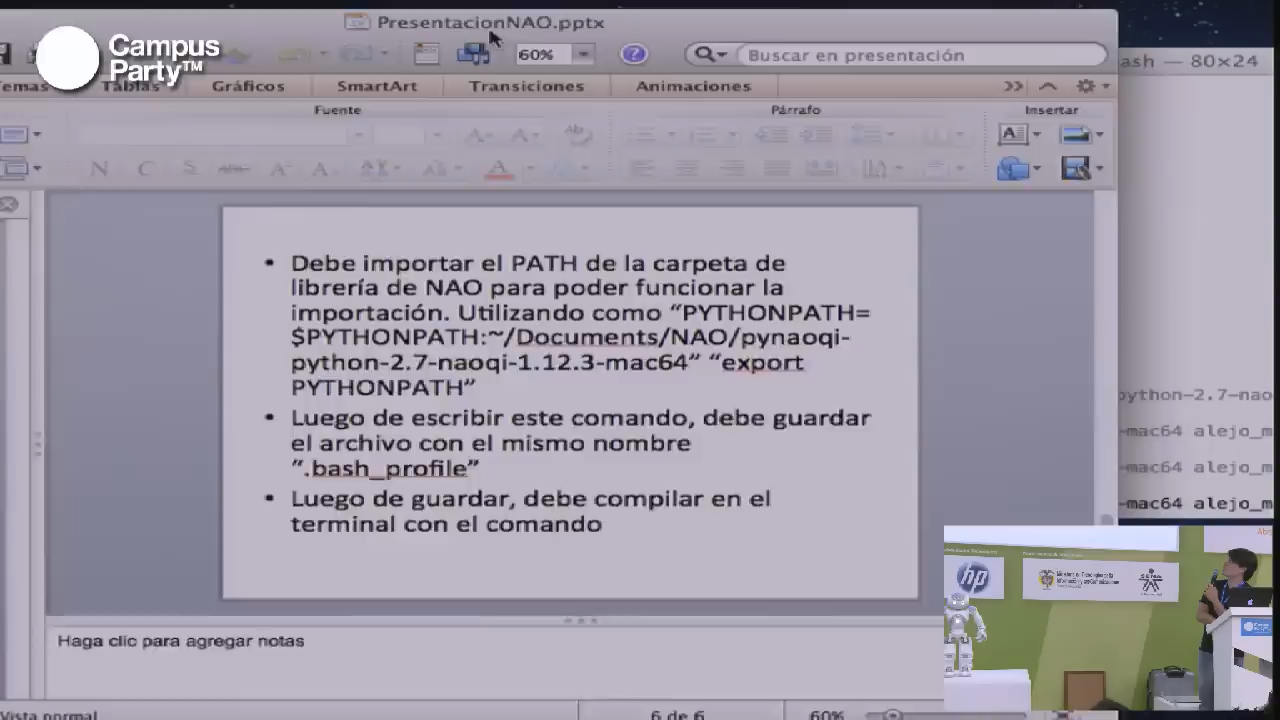 PresentacionNAO.pptx
Campus
Party™
60%
Buscar en presentación
ash — 80×24
Temas
Tablas
Gráficos
SmartArt
Transiciones
Animaciones
Fuente
Párrafo
Insertar
• Debe importar el PATH de la carpeta de
librería de NAO para poder funcionar la
importación. Utilizando como “PYTHONPATH=
$PYTHONPATH:~/Documents/NAO/pynaoqi-
python-2.7-naoqi-1.12.3-mac64” “export
PYTHONPATH”
• Luego de escribir este comando, debe guardar
el archivo con el mismo nombre
“.bash_profile”
• Luego de guardar, debe compilar en el
terminal con el comando
python-2.7-nao
-mac64 alejo_m
-mac64 alejo_m
-mac64 alejo_m
Haga clic para agregar notas
Vista normal
6 de 6
60%
hp
SENA
Campus
Party